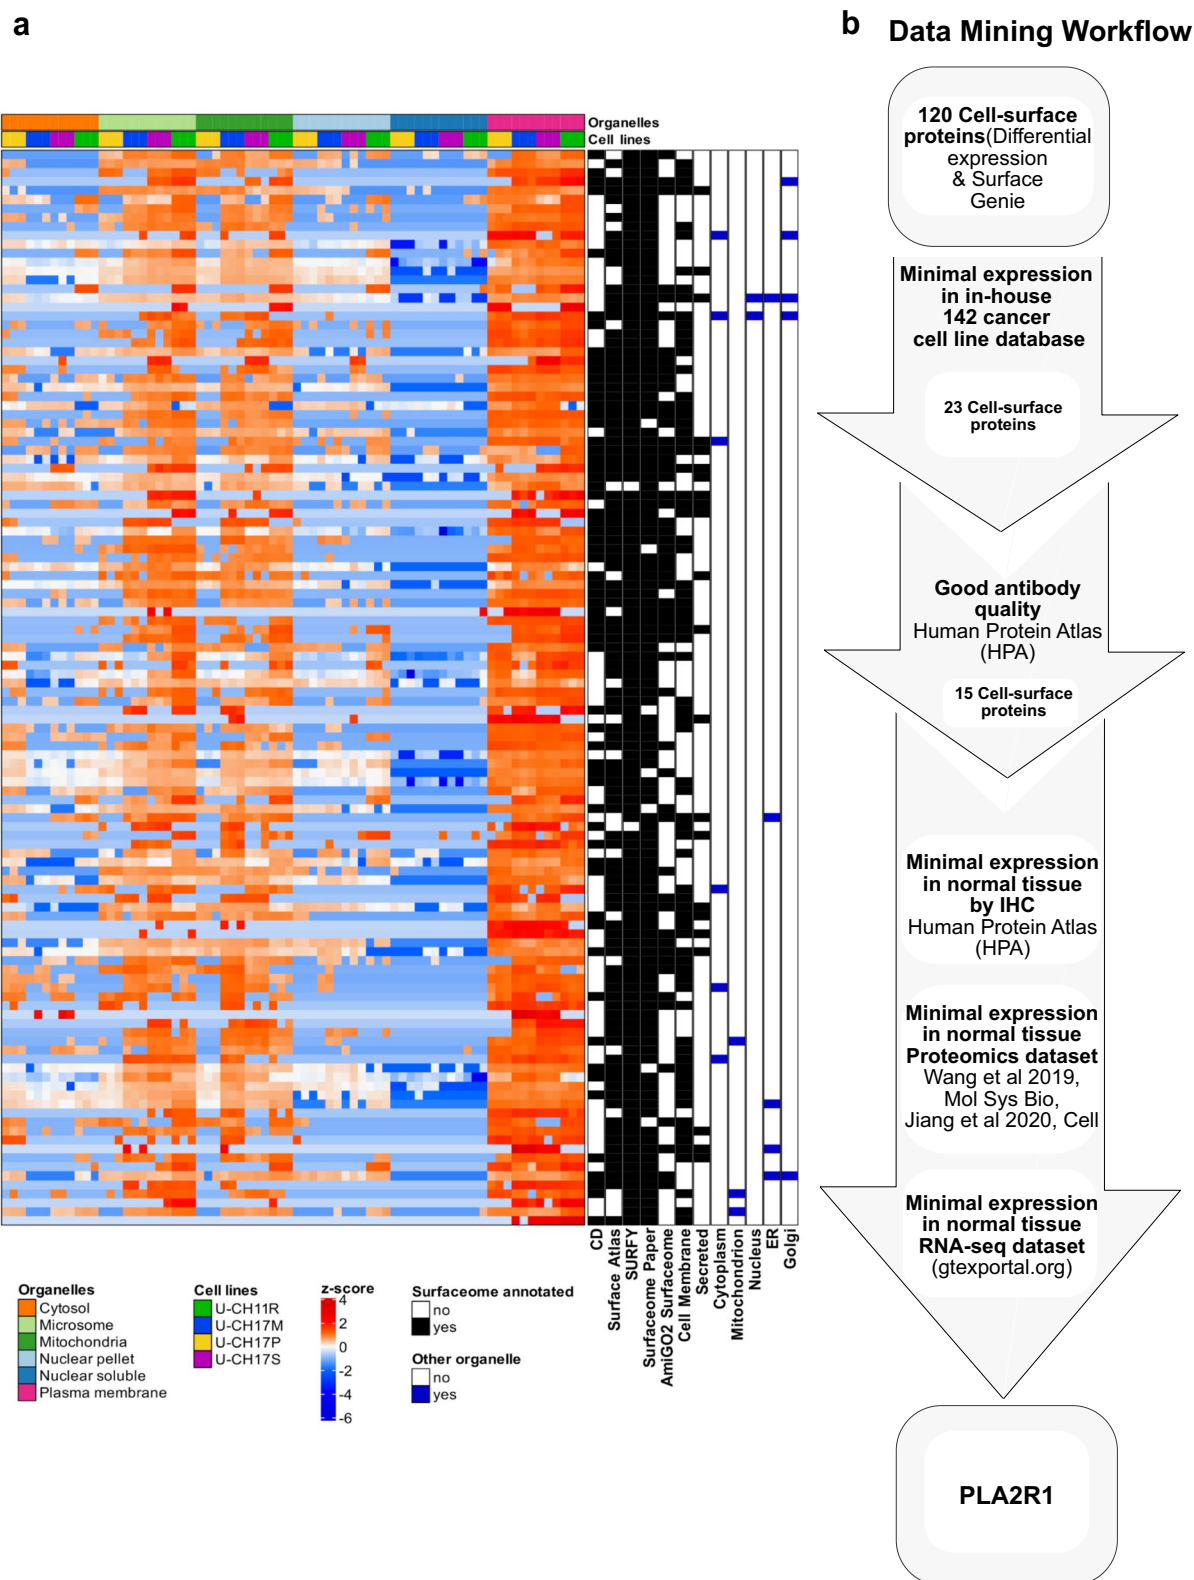 a
Organelles
Cell lines
CD
Surface Atlas
SURFY
Surfaceome Paper
AmiGO2 Surfaceome
Cell Membrane
Secreted
Cytoplasm
Mitochondrion
Nucleus
ER
Golgi
Organelles
Cytosol
Microsome
Mitochondria
Nuclear pellet
Nuclear soluble
Plasma membrane
Cell lines
U-CH11R
U-CH17M
U-CH17P
U-CH17S
z-score
4
2
0
-2
-4
-6
Surfaceome annotated
no
yes
Other organelle
no
yes
b
Data Mining Workflow
120 Cell-surface
proteins(Differential
expression
& Surface
Genie
Minimal expression
in in-house
142 cancer
cell line database
23 Cell-surface
proteins
Good antibody
quality
Human Protein Atlas
(HPA)
15 Cell-surface
proteins
Minimal expression
in normal tissue
by IHC
Human Protein Atlas
(HPA)
Minimal expression
in normal tissue
Proteomics dataset
Wang et al 2019,
Mol Sys Bio,
Jiang et al 2020, Cell
Minimal expression
in normal tissue
RNA-seq dataset
(gtexportal.org)
PLA2R1